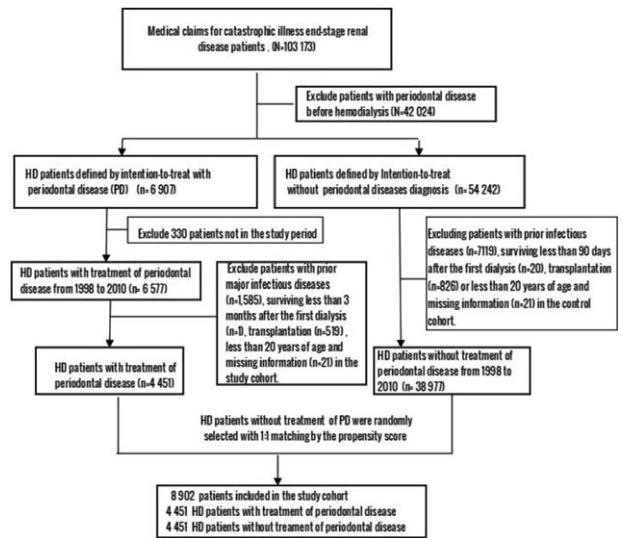 Medical claims for catastrophic illness end-stage renal
disease patients . (N=103 173)
Exclude patients with periodontal disease
before hemodialysis (N=42 024)
HD patients defined by intention-to-treat with
periodontal disease (PD) (n= 6 907)
HD patients defined by Intention-to-treat
without periodontal diseases diagnosis (n= 54 242)
Exclude 330 patients not in the study period
Excluding patients with prior infectious
diseases (n=7119), surviving less than 90 days
after the first dialysis (n=20), transplantation
(n=826) or less than 20 years of age and
missing information (n=21) in the control
cohort.
HD patients with treatment of periodontal
disease from 1998 to 2010 (n= 6 577)
Exclude patients with prior
major infectious diseases
(n=1,585), surviving less than 3
months after the first dialysis
(n=1), transplantation (n=519) ,
less than 20 years of age and
missing information (n=21) in the
study cohort.
HD patients with treatment of
periodontal disease (n=4 451)
HD patients without treatment of
periodontal disease from 1998 to
2010 (n= 38 977)
HD patients without treatment of PD were randomly
selected with 1:1 matching by the propensity score
8 902 patients included in the study cohort
4 451 HD patients with treatment of periodontal disease
4 451 HD patients without treament of periodontal disease